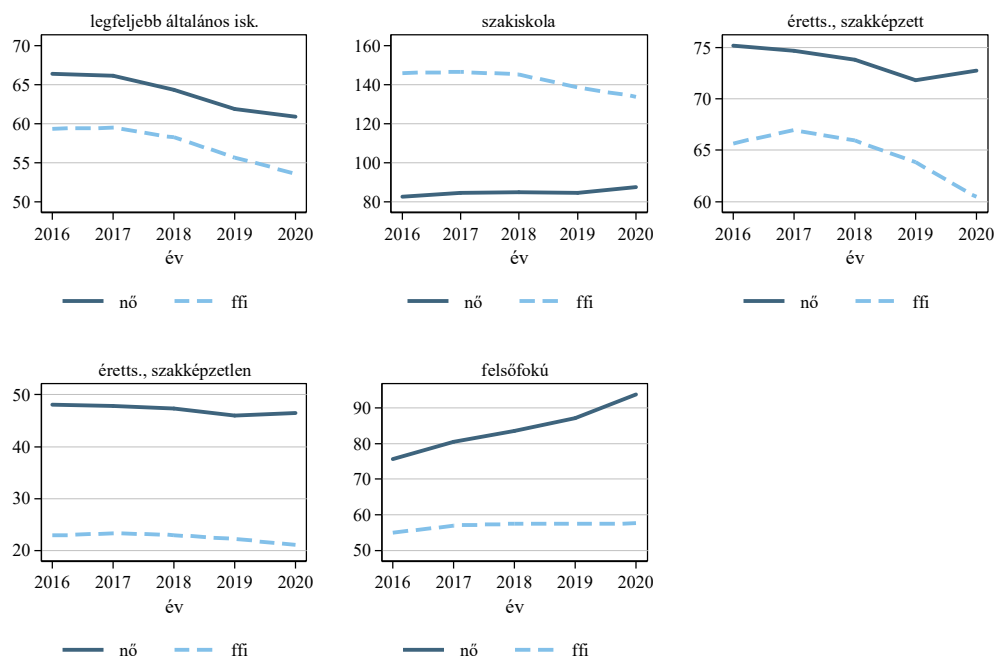 legfeljebb általános isk.
70
65
60
55
50
2016 2017 2018 2019 2020
év
nő ffi
szakiskola
160
140
120
100
80
2016 2017 2018 2019 2020
év
nő ffi
éretts., szakképzett
75
70
65
60
2016 2017 2018 2019 2020
év
nő ffi
éretts., szakképzetlen
50
40
30
20
2016 2017 2018 2019 2020
év
nő ffi
felsőfokú
90
80
70
60
50
2016 2017 2018 2019 2020
év
nő ffi